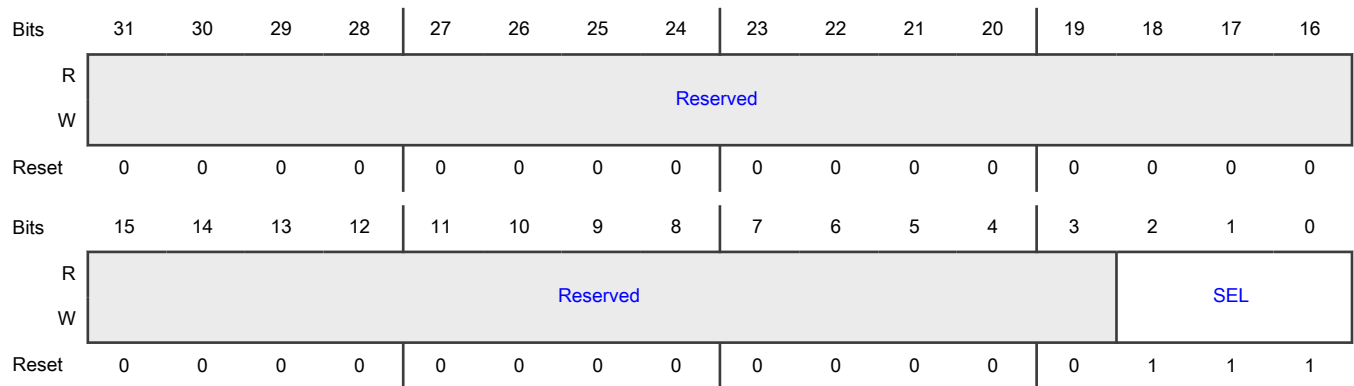 Bits 31 30 29 28 27 26 25 24 23 22 21 20 19 18 17 16
R
Reserved
W
Reset 0 0 0 0 0 0 0 0 0 0 0 0 0 0 0 0
Bits 15 14 13 12 11 10 9 8 7 6 5 4 3 2 1 0
R
Reserved SEL
W
Reset 0 0 0 0 0 0 0 0 0 0 0 0 0 1 1 1